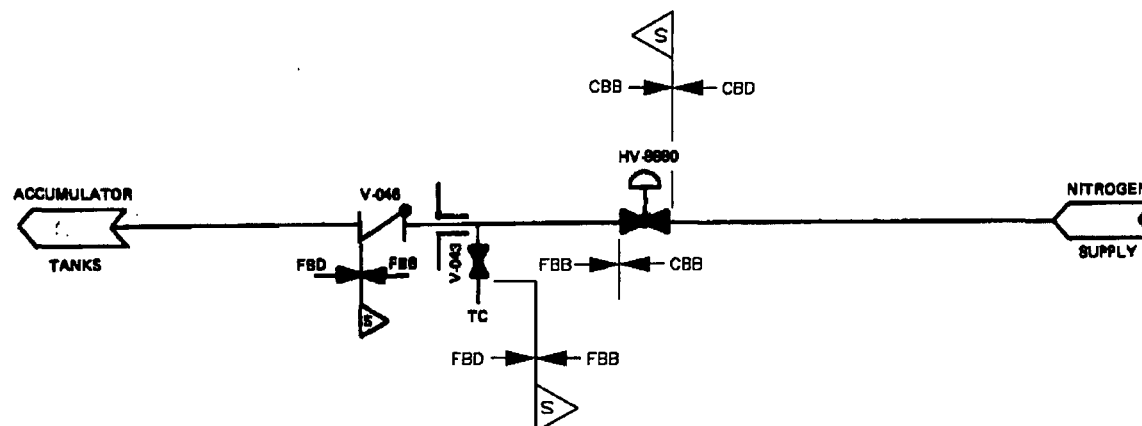 S
CBB CBD
HV-8880
ACCUMULATOR
V-046
NITROGEN
TANKS
FBD FBB
V-043
FBB CBB
SUPPLY
S
TC
FBD FBB
S